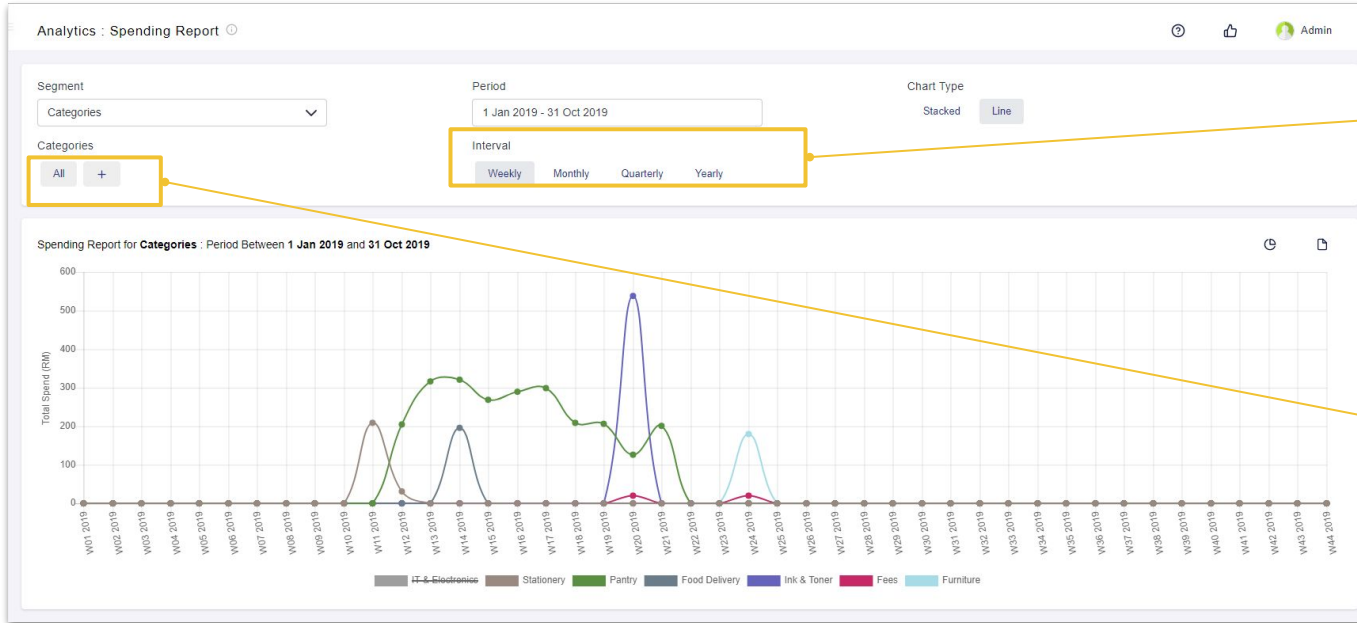 Analytics : Spending Report
Admin
Segment
Period
Chart Type
Categories
1 Jan 2019 - 31 Oct 2019
Stacked
Line
Categories
Interval
All
+
Weekly
Monthly
Quarterly
Yearly
Spending Report for Categories : Period Between 1 Jan 2019 and 31 Oct 2019
Total Spend (RM)
600
500
400
300
200
100
0
W01 2019
W02 2019
W03 2019
W04 2019
W05 2019
W06 2019
W07 2019
W08 2019
W09 2019
W10 2019
W11 2019
W12 2019
W13 2019
W14 2019
W15 2019
W16 2019
W17 2019
W18 2019
W19 2019
W20 2019
W21 2019
W22 2019
W23 2019
W24 2019
W25 2019
W26 2019
W27 2019
W28 2019
W29 2019
W30 2019
W31 2019
W32 2019
W33 2019
W34 2019
W35 2019
W36 2019
W37 2019
W38 2019
W39 2019
W40 2019
W41 2019
W42 2019
W43 2019
W44 2019
IT & Electronics
Stationery
Pantry
Food Delivery
Ink & Toner
Fees
Furniture